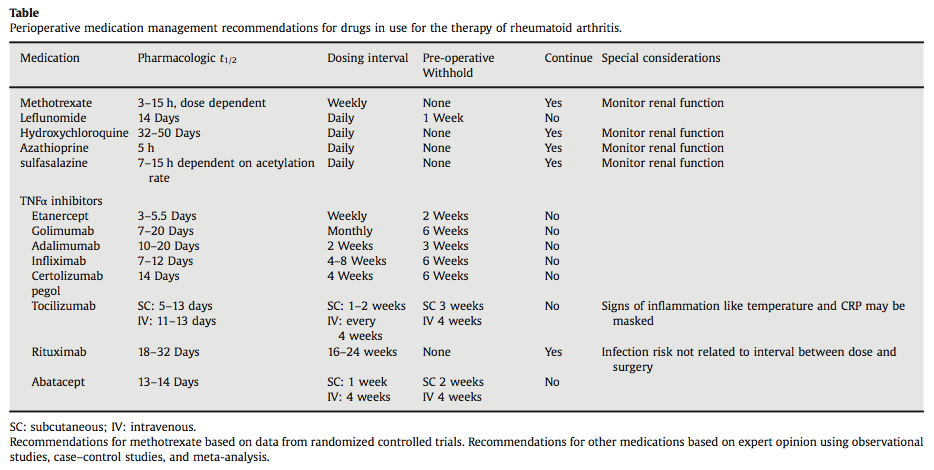 Table
Perioperative medication management recommendations for drugs in use for the therapy of rheumatoid arthritis.
Medication Pharmacologic t1/2 Dosing interval Pre-operative Withhold Continue Special considerations
Methotrexate 3–15 h, dose dependent Weekly None Yes Monitor renal function
Leflunomide 14 Days Daily 1 Week No
Hydroxychloroquine 32–50 Days Daily None Yes Monitor renal function
Azathioprine 5 h Daily None Yes Monitor renal function
sulfasalazine 7–15 h dependent on acetylation Daily None Yes Monitor renal function
rate
TNFα inhibitors
Etanercept 3–5.5 Days Weekly 2 Weeks No
Golimumab 7–20 Days Monthly 6 Weeks No
Adalimumab 10–20 Days 2 Weeks 3 Weeks No
Infliximab 7–12 Days 4–8 Weeks 6 Weeks No
Certolizumab 14 Days 4 Weeks 6 Weeks No
pegol
Tocilizumab SC: 5–13 days SC: 1–2 weeks SC 3 weeks No Signs of inflammation like temperature and CRP may be
IV: 11–13 days IV: every IV 4 weeks masked
4 weeks
Rituximab 18–32 Days 16–24 weeks None Yes Infection risk not related to interval between dose and
surgery
Abatacept 13–14 Days SC: 1 week SC 2 weeks No
IV: 4 weeks IV 4 weeks
SC: subcutaneous; IV: intravenous.
Recommendations for methotrexate based on data from randomized controlled trials. Recommendations for other medications based on expert opinion using observational
studies, case–control studies, and meta-analysis.